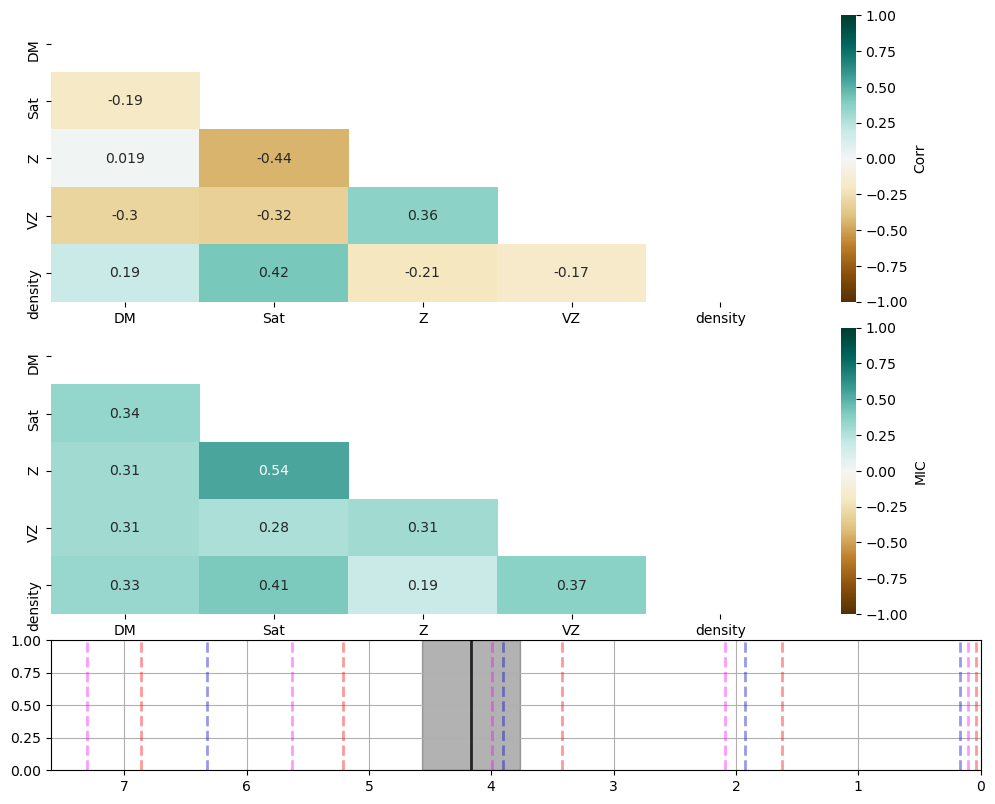 DM
Sat
-0.19
Z
0.019
-0.44
VZ
-0.3
-0.32
0.36
density
0.19
0.42
-0.21
-0.17
DM
Sat
Z
VZ
density
1.00
0.75
0.50
0.25
0.00
−0.25
−0.50
−0.75
−1.00
Corr
DM
Sat
0.34
Z
0.31
0.54
VZ
0.31
0.28
0.31
density
0.33
0.41
0.19
0.37
DM
Sat
Z
VZ
density
1.00
0.75
0.50
0.25
0.00
−0.25
−0.50
−0.75
−1.00
MIC
1.00
0.75
0.50
0.25
0.00
7
6
5
4
3
2
1
0